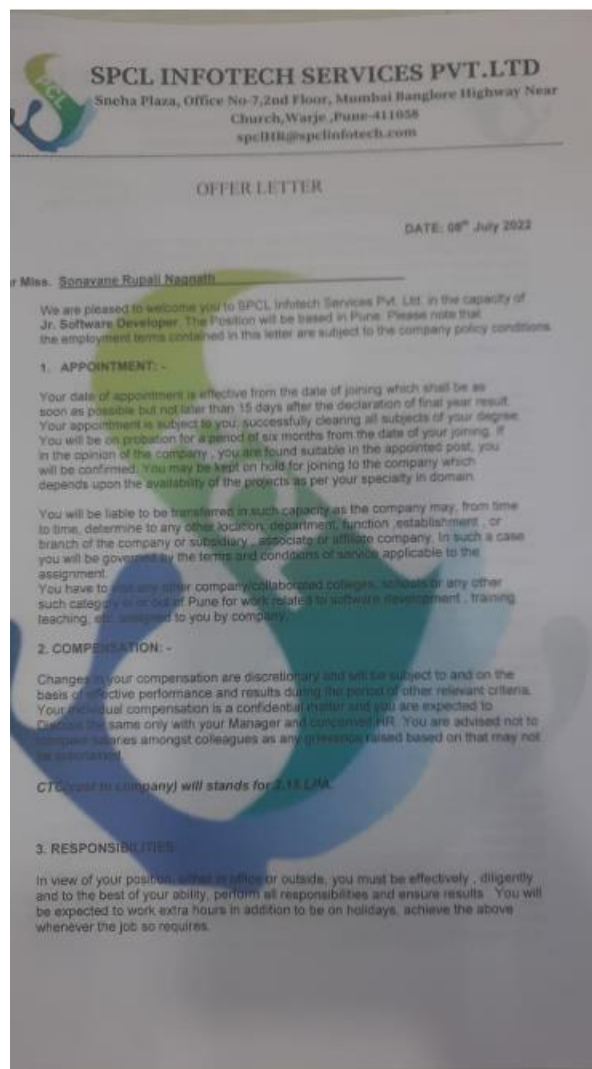 PCL
SPCL INFOTECH SERVICES PVT.LTD
Sneha Plaza, Office No-7,2nd Floor, Mumbai Banglore Highway Near
Church,Warje ,Pune-411058
spclHR@spclinfotech.com
OFFER LETTER
DATE: 08th July 2022
r Miss. Sonavane Rupali Nagnath
We are pleased to welcome you to SPCL Infotech Services Pvt. Ltd. in the capacity of
Jr. Software Developer. The Position will be based in Pune. Please note that
the employment terms contained in this letter are subject to the company policy conditions
1. APPOINTMENT: -
Your date of appointment is effective from the date of joining which shall be as
soon as possible but not later than 15 days after the declaration of final year result.
Your appointment is subject to you, successfully clearing all subjects of your degree.
You will be on probation for a period of six months from the date of your joining. If
in the opinion of the company , you are found suitable in the appointed post, you
will be confirmed. You may be kept on hold for joining to the company which
depends upon the availability of the projects as per your specialty in domain.
You will be liable to be transferred in such capacity as the company may, from time
to time, determine to any other location, department, function ,establishment , or
branch of the company or subsidiary , associate or affiliate company. In such a case
you will be governed by the terms and conditions of service applicable to the
assignment.
You have to visit any other company/collaborated colleges, schools or any other
such category in or out of Pune for work related to software development , training,
teaching, etc. assigned to you by company.
2. COMPENSATION: -
Changes in your compensation are discretionary and will be subject to and on the
basis of effective performance and results during the period of other relevant criteria.
Your individual compensation is a confidential matter and you are expected to
Discuss the same only with your Manager and concerned HR. You are advised not to
compare salaries amongst colleagues as any grievance raised based on that may not
be entertained.
CTC(cost to company) will stands for LPA.
3. RESPONSIBILITIES
In view of your position, either in office or outside, you must be effectively , diligently
and to the best of your ability, perform all responsibilities and ensure results . You will
be expected to work extra hours in addition to be on holidays, achieve the above
whenever the job so requires.